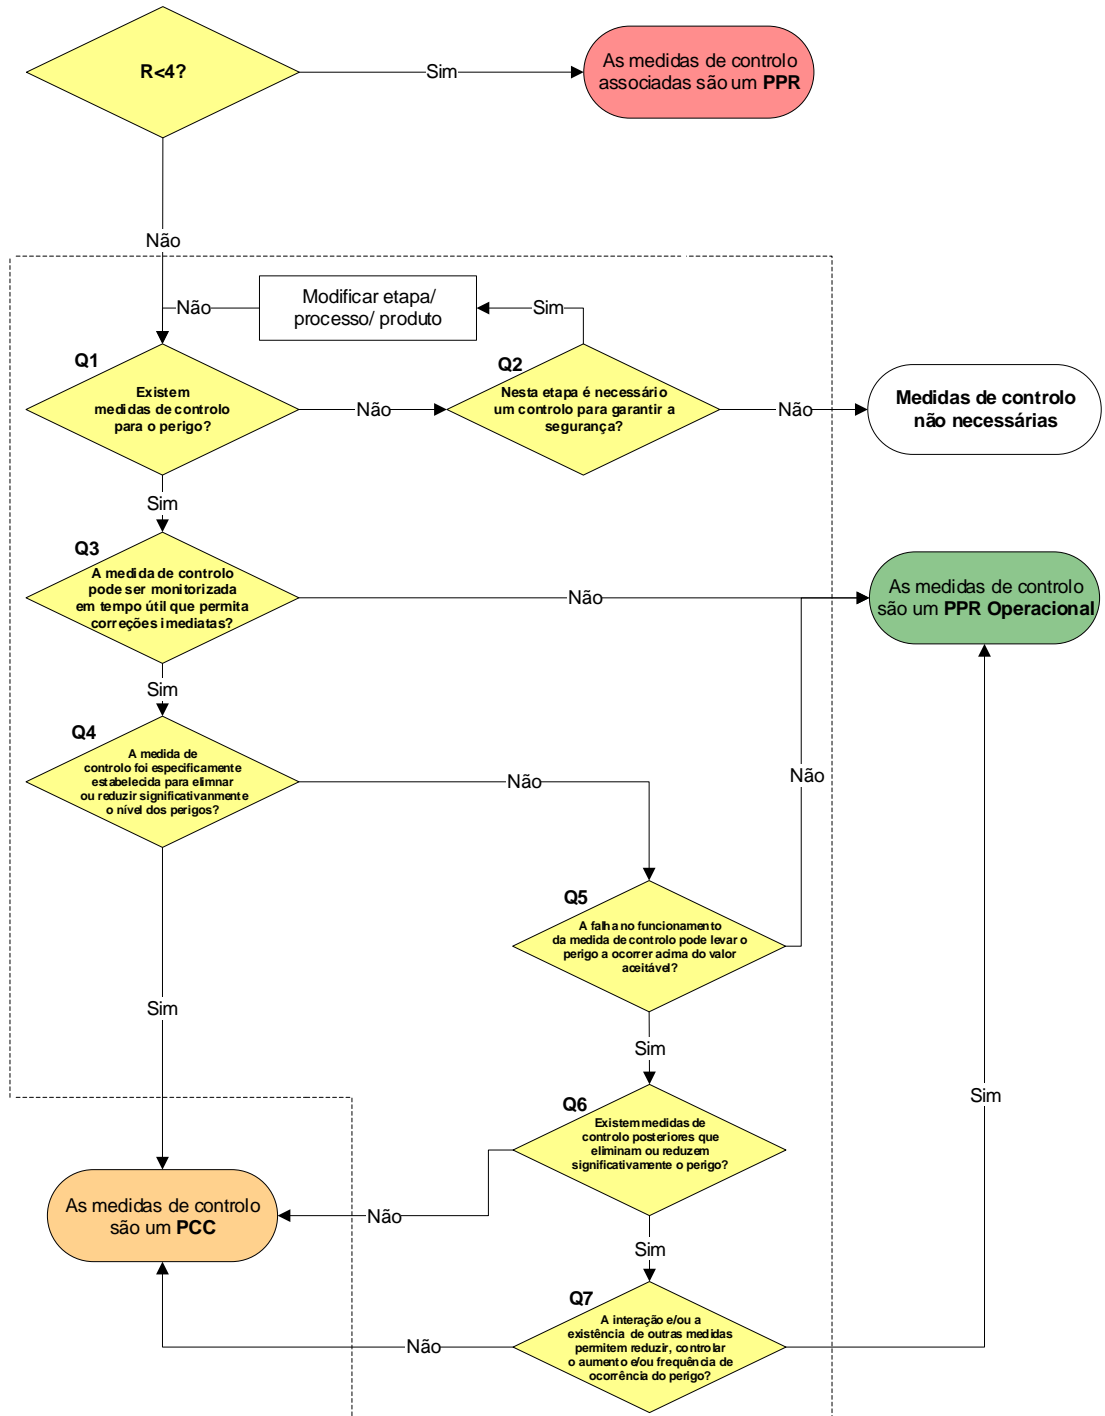 R<4?
Sim
As medidas de controlo
associadas são um PPR
Não
Modificar etapa/
processo/ produto
Não
Sim
Q1
Existem
medidas de controlo
para o perigo?
Não
Q2
Nesta etapa é necessário
um controlo para garantir a
segurança?
Não
Medidas de controlo
não necessárias
Sim
Q3
A medida de controlo
pode ser monitorizada
em tempo útil que permita
correções imediatas?
Não
As medidas de controlo
são um PPR Operacional
Sim
Q4
A medida de
controlo foi especificamente
estabelecida para elimnar
ou reduzir significativanmente
o nível dos perigos?
Não
Não
Q5
A falha no funcionamento
da medida de controlo pode levar o
perigo a ocorrer acima do valor
aceitável?
Sim
Sim
Sim
Q6
Existem medidas de
controlo posteriores que
eliminam ou reduzem
significativamente o perigo?
As medidas de controlo
são um PCC
Não
Sim
Q7
A interação e/ou a
existência de outras medidas
permitem reduzir, controlar
o aumento e/ou frequência de
ocorrência do perigo?
Não